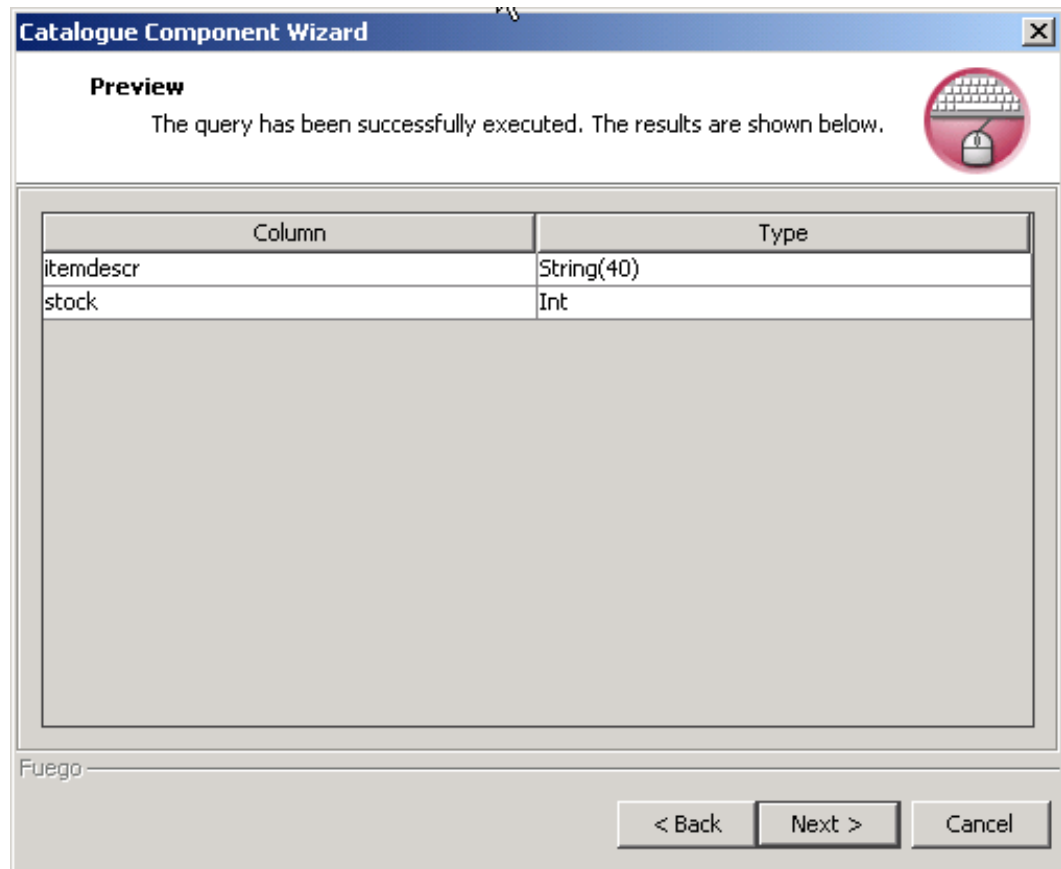 Catalogue Component Wizard
Preview
The query has been successfully executed. The results are shown below.
Column Type
itemdescr String(40)
stock Int
Fuego
< Back Next > Cancel